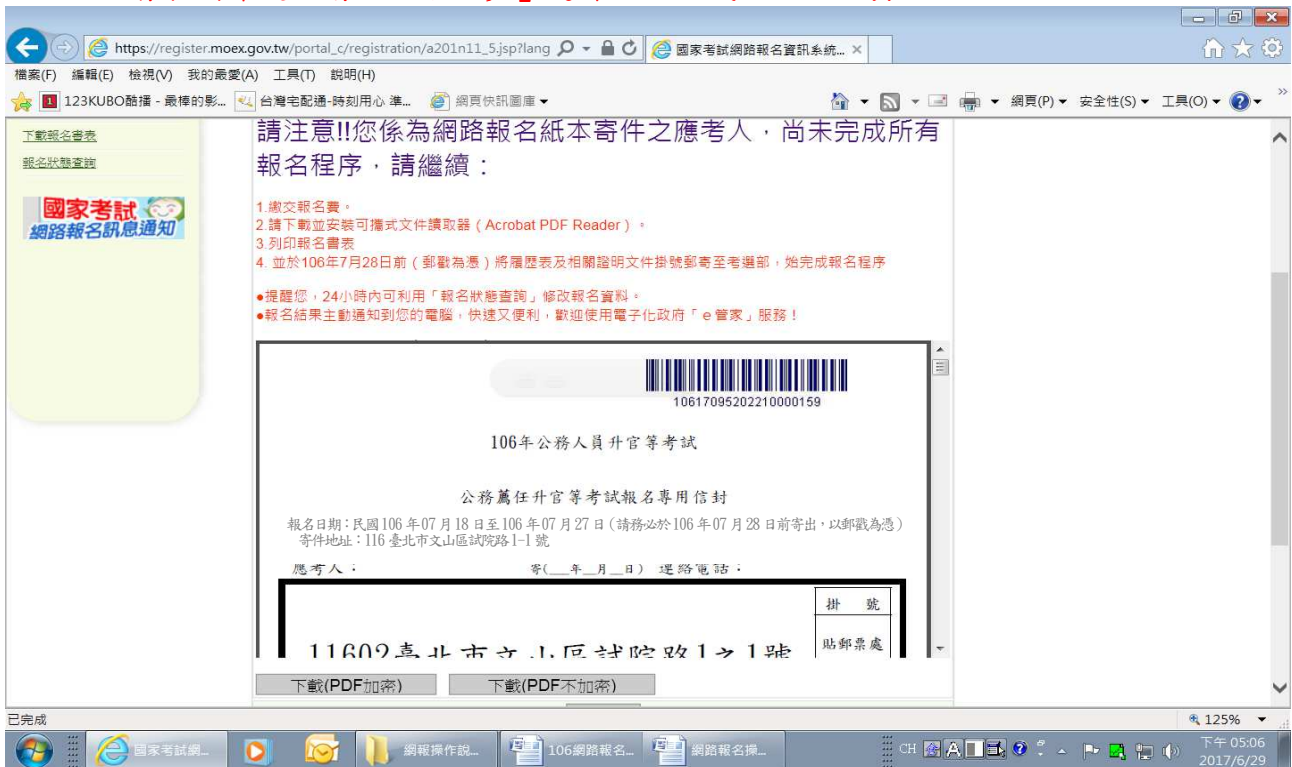 https://register.moex.gov.tw/portal_c/registration/a201n11_5.jsp?lang
國家考試網路報名資訊系統...
檔案(F) 編輯(E) 檢視(V) 我的最愛(A) 工具(T) 說明(H)
123KUBO酷播 - 最棒的影... 台灣宅配通-時刻用心 準... 網頁快訊圖庫 網頁(P) 安全性(S) 工具(O)
下載報名書表
報名狀態查詢
國家考試
網路報名訊息通知
請注意!!您係為網路報名紙本寄件之應考人，尚未完成所有
報名程序，請繼續：
1.繳交報名費。
2.請下載並安裝可攜式文件讀取器（Acrobat PDF Reader）。
3.列印報名書表
4. 並於106年7月28日前（郵戳為憑）將履歷表及相關證明文件掛號郵寄至考選部，始完成報名程序
●提醒您，24小時內可利用「報名狀態查詢」修改報名資料。
●報名結果主動通知到您的電腦，快速又便利，歡迎使用電子化政府「e管家」服務！
10617095202210000159
106年公務人員升官等考試
公務薦任升官等考試報名專用信封
報名日期：民國106年07月18日至106年07月27日（請務必於106年07月28日前寄出，以郵戳為憑）
寄件地址：116 臺北市文山區試院路1-1號
應考人： 寄(__年__月__日) 連絡電話：
掛 號
貼郵票處
11602臺北市文山區試院路1之1號
下載(PDF加密) 下載(PDF不加密)
已完成
125%
國家考試網... 網報操作說... 106網路報名... 網路報名操...
CH
下午 05:06
2017/6/29